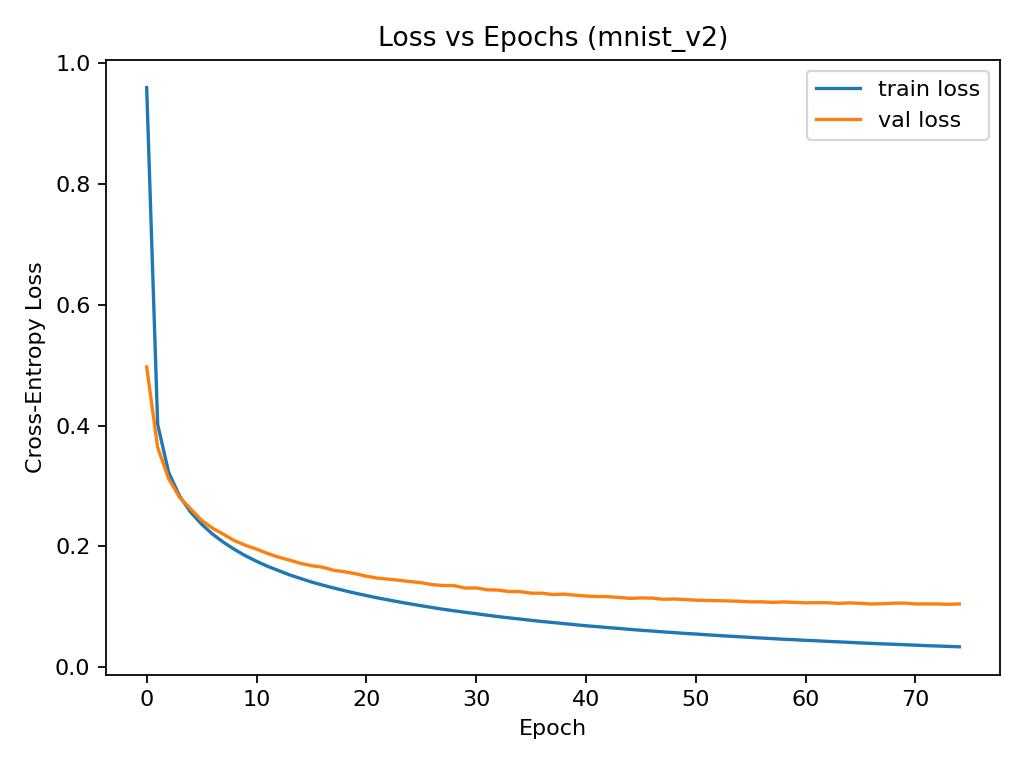 Loss vs Epochs (mnist_v2)
train loss
val loss
Cross-Entropy Loss
1.0
0.8
0.6
0.4
0.2
0.0
0 10 20 30 40 50 60 70
Epoch